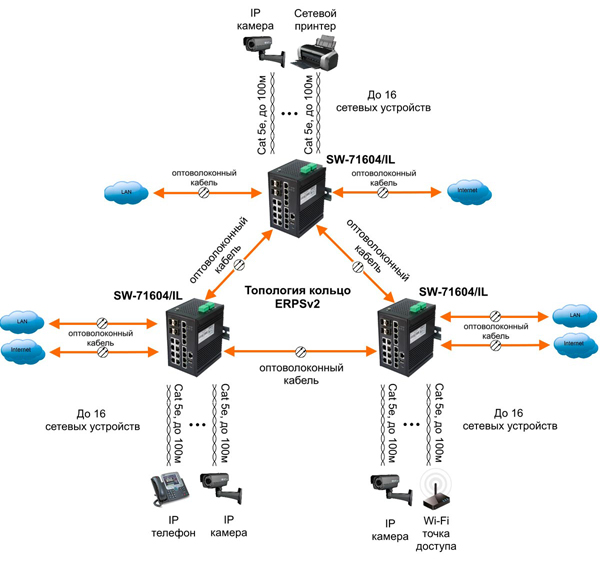 IP
камера
Сетевой
принтер
Cat 5e, до 100м
...
Cat 5e, до 100м
До 16
сетевых устройств
SW-71604/IL
LAN
оптоволоконный
кабель
оптоволоконный
кабель
Internet
оптоволоконный
кабель
оптоволоконный
кабель
Топология кольцо
ERPSv2
SW-71604/IL
SW-71604/IL
LAN
оптоволоконный
кабель
Internet
оптоволоконный
кабель
LAN
оптоволоконный
кабель
Internet
До 16
сетевых устройств
Cat 5e, до 100м
...
Cat 5e, до 100м
Cat 5e, до 100м
...
Cat 5e, до 100м
До 16
сетевых устройств
IP
телефон
IP
камера
IP
камера
Wi-Fi
точка
доступа